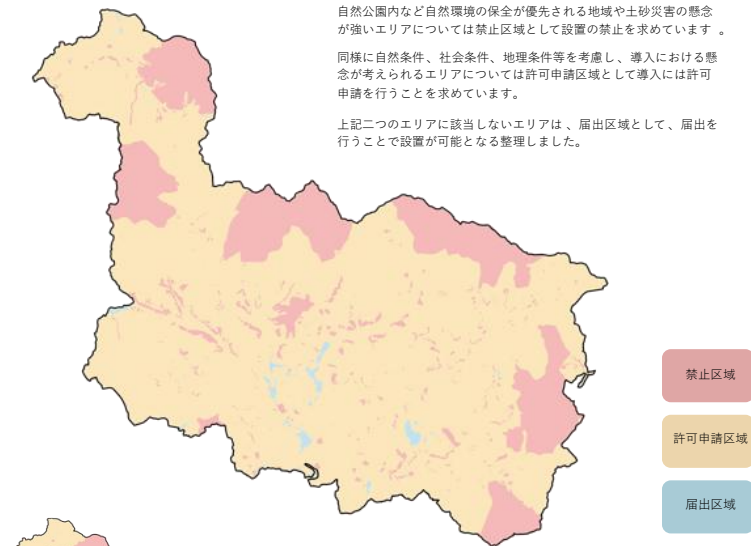 自然公園内など自然環境の保全が優先される地域や土砂災害の懸念
が強いエリアについては禁止区域として設置の禁止を求めています 。
同様に自然条件、社会条件、地理条件等を考慮し、導入における懸
念が考えられるエリアについては許可申請区域として導入には許可
申請を行うことを求めています。
上記二つのエリアに該当しないエリアは 、届出区域として、届出を
行うことで設置が可能となる整理しました。
禁止区域
許可申請区域
届出区域